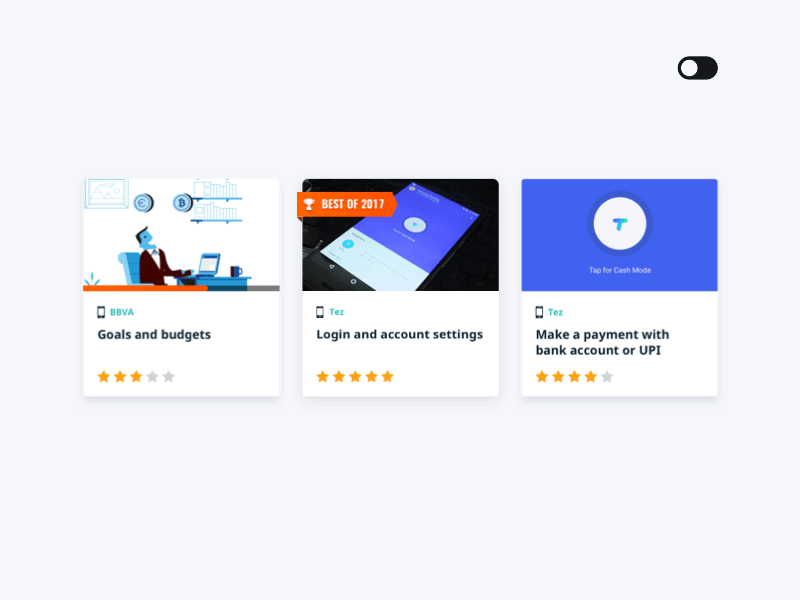 BEST OF 2017
Tap for Cash Mode
BBVA
Goals and budgets
Tez
Login and account settings
Tez
Make a payment with
bank account or UPI